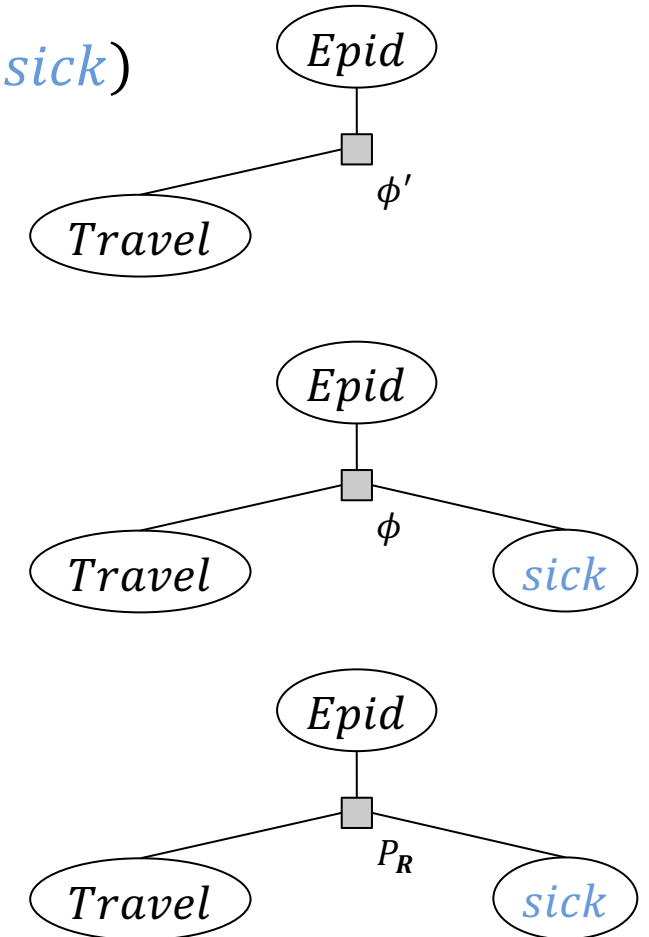 sick)
Epid
ϕ′
Travel
Epid
ϕ
Travel
sick
Epid
P_R
Travel
sick